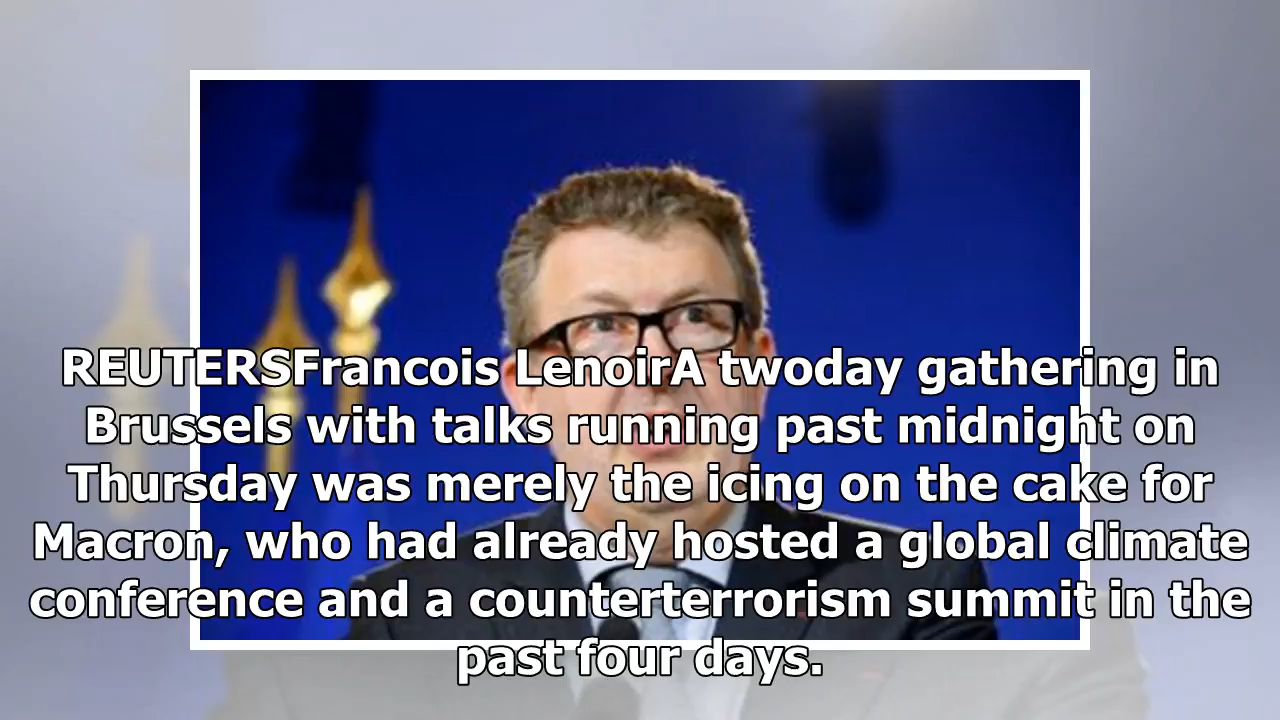 REUTERSFrancois LenoirA twoday gathering in
Brussels with talks running past midnight on
Thursday was merely the icing on the cake for
Macron, who had already hosted a global climate
conference and a counterterrorism summit in the
past four days.